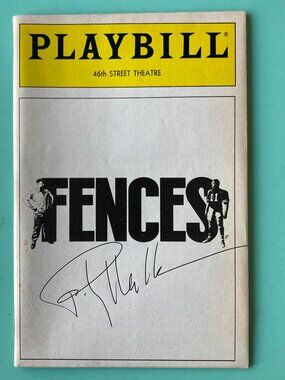 PLAYBILL®
46th STREET THEATRE
FENCES
11